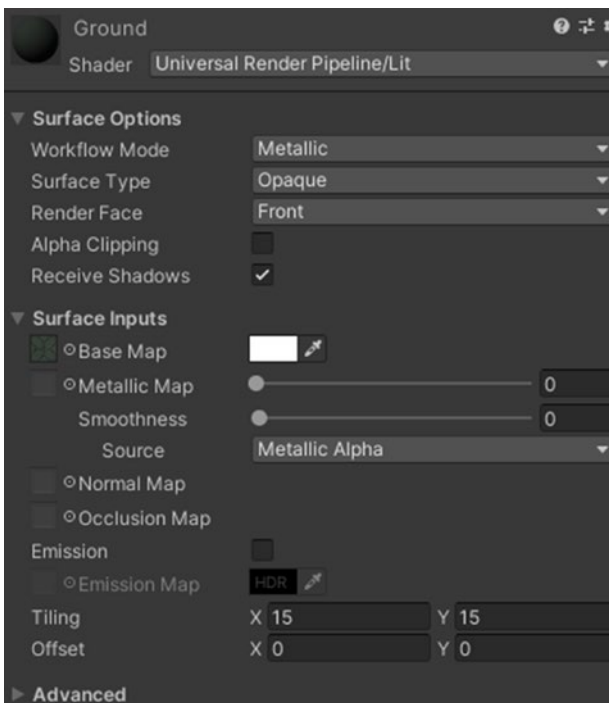 Ground
Shader Universal Render Pipeline/Lit
Surface Options
Workflow Mode Metallic
Surface Type Opaque
Render Face Front
Alpha Clipping
Receive Shadows
Surface Inputs
Base Map
Metallic Map 0
Smoothness 0
Source Metallic Alpha
Normal Map
Occlusion Map
Emission
Emission Map HDR
Tiling X 15 Y 15
Offset X 0 Y 0
Advanced